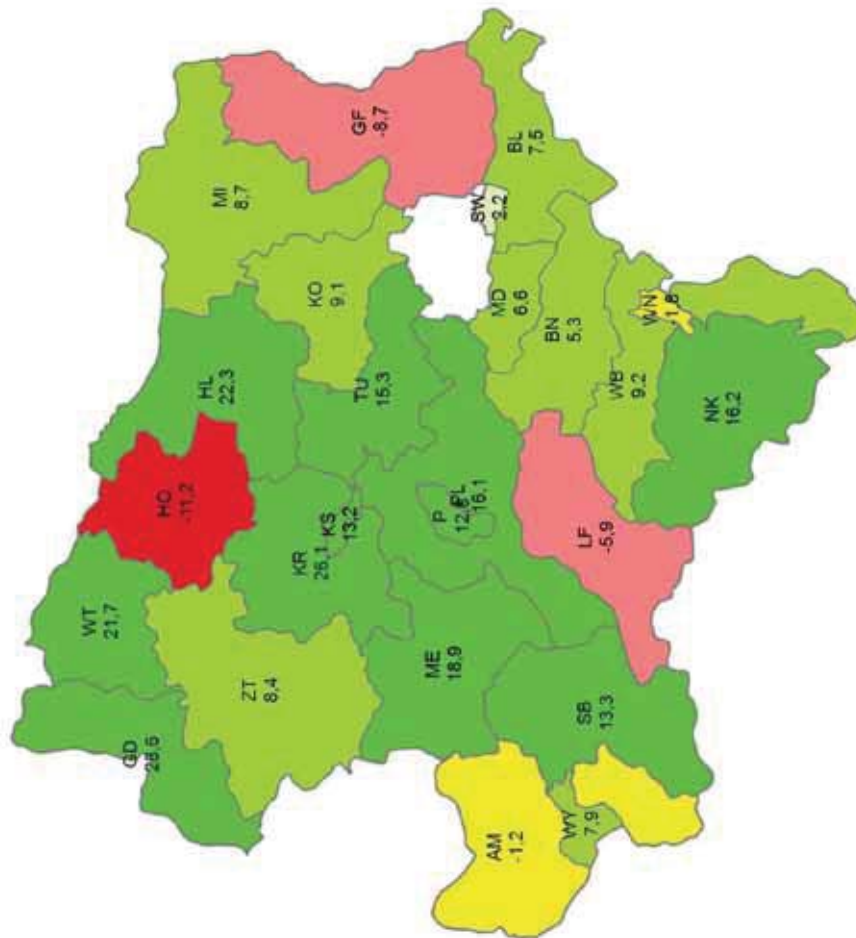 WT
21,7
GD
28,6
HO
-11,2
HL
22,3
MI
8,7
ZT
8,4
KR
26,1
KO
9,1
KS
13,2
TU
15,3
GF
-8,7
ME
18,9
P
PL
16,1
SW
2,2
AM
-1,2
MD
6,6
BL
7,5
BN
5,3
WY
7,9
SB
13,3
LF
-5,9
WB
9,2
WN
1,8
NK
16,2